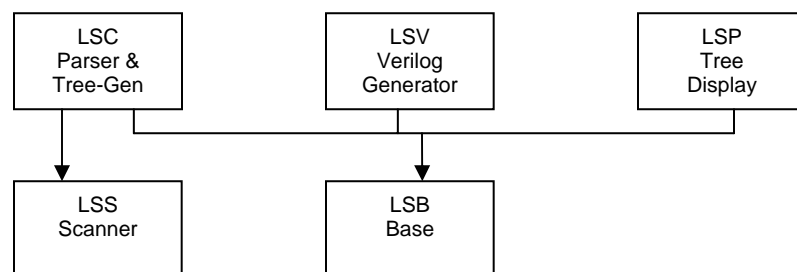 LSC
Parser &
Tree-Gen
LSV
Verilog
Generator
LSP
Tree
Display
LSS
Scanner
LSB
Base